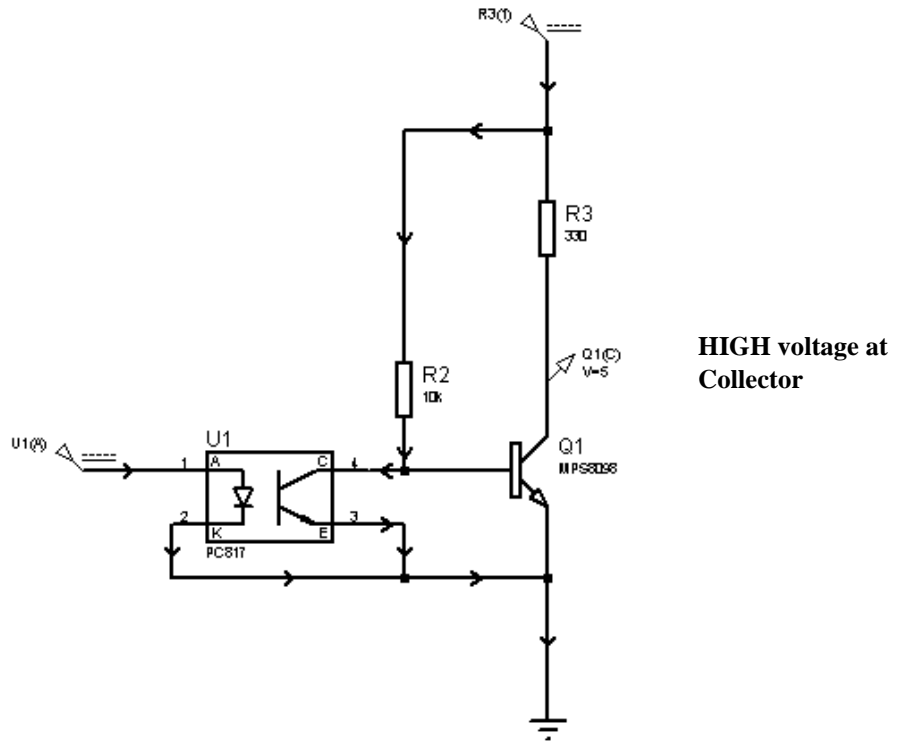 R3(1)
R3
330
HIGH voltage at
Collector
Q1(C)
V=5
R2
10k
U1(A)
U1
1
A
C
4
Q1
MPS8098
2
K
E
3
PC817